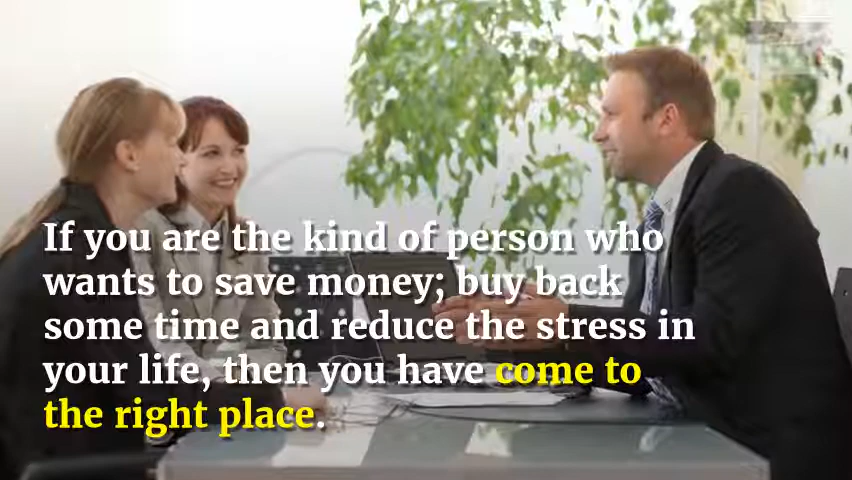 If you are the kind of person who
wants to save money; buy back
some time and reduce the stress in
your life, then you have come to
the right place.